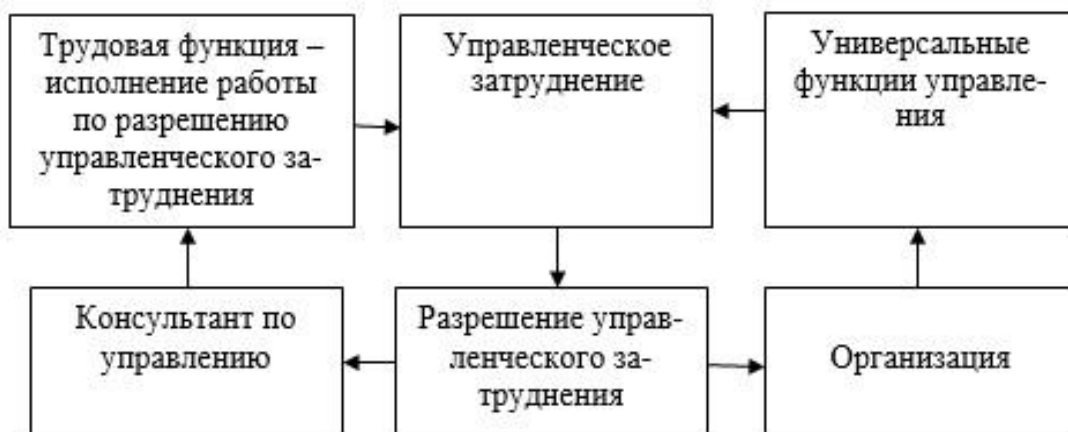 Трудовая функция –
исполнение работы
по разрешению
управленческого за-
труднения
Управленческое
затруднение
Универсальные
функции управле-
ния
Консультант по
управлению
Разрешение управ-
ленческого за-
труднения
Организация